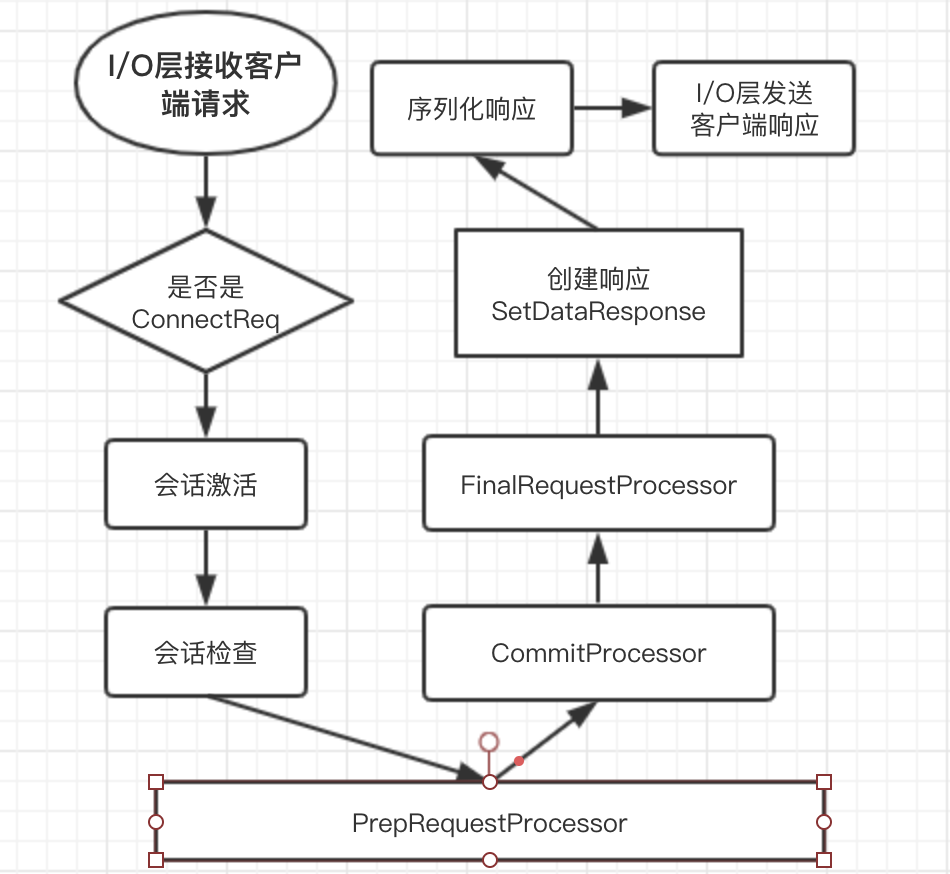 I/O层接收客户
端请求
是否是
ConnectReq
会话激活
会话检查
PrepRequestProcessor
CommitProcessor
FinalRequestProcessor
创建响应
SetDataResponse
序列化响应
I/O层发送
客户端响应